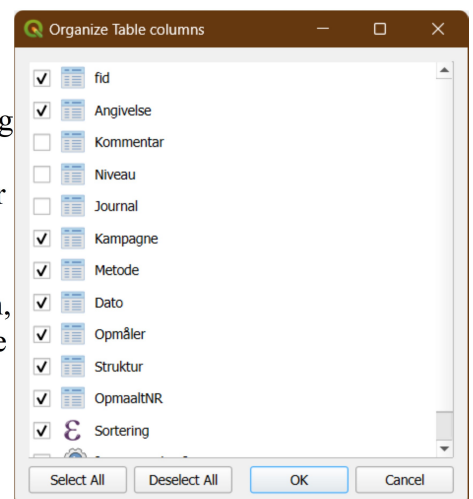 Organize Table columns
fid
Angivelse
Kommentar
Niveau
Journal
Kampagne
Metode
Dato
Opmåler
Struktur
OpmaaltNR
Sortering
Select All Deselect All OK Cancel